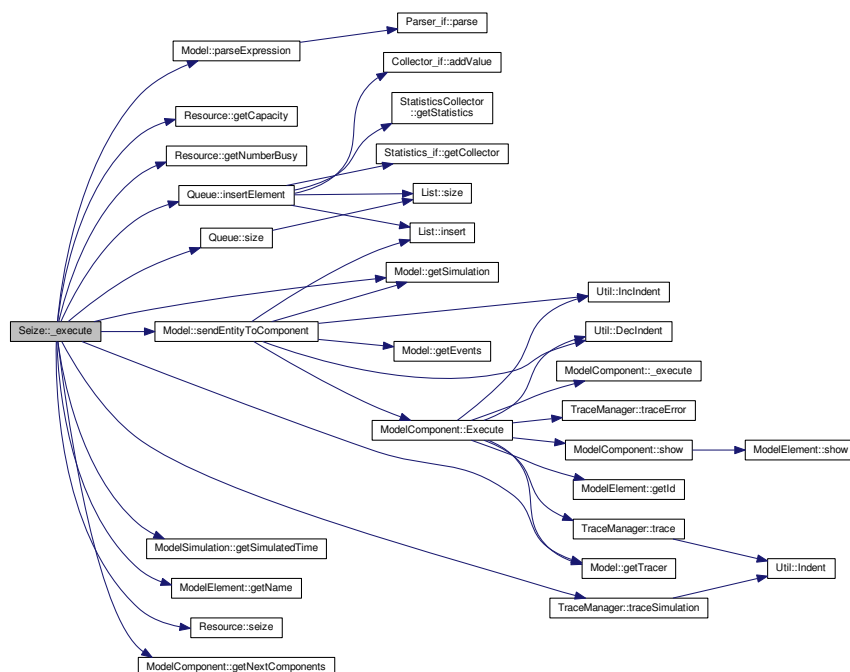 Parser_if::parse
Model::parseExpression
Collector_if::addValue
StatisticsCollector
::getStatistics
Resource::getCapacity
Resource::getNumberBusy
Statistics_if::getCollector
Queue::insertElement
List::size
Queue::size
List::insert
Model::getSimulation
Util::IncIndent
Seize::_execute
Model::sendEntityToComponent
Util::DecIndent
Model::getEvents
ModelComponent::_execute
TraceManager::traceError
ModelComponent::Execute
ModelComponent::show
ModelElement::show
ModelElement::getId
TraceManager::trace
ModelSimulation::getSimulatedTime
Model::getTracer
Util::Indent
ModelElement::getName
TraceManager::traceSimulation
Resource::seize
ModelComponent::getNextComponents